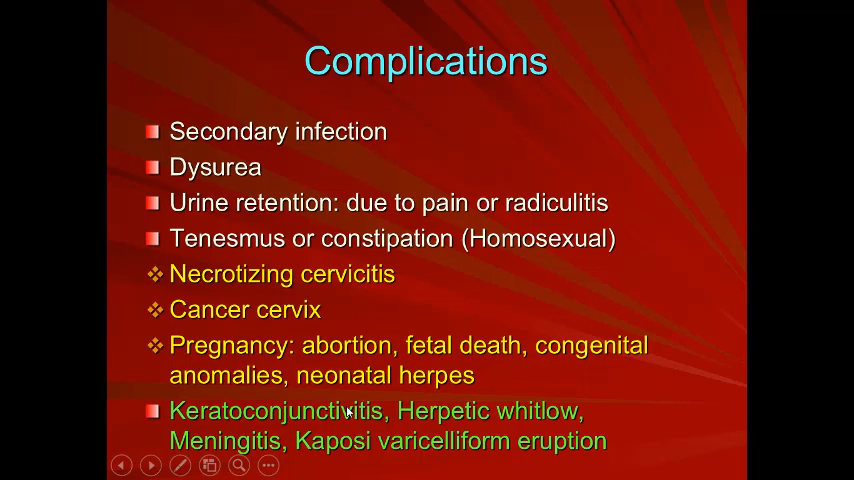 Complications
Secondary infection
Dysurea
Urine retention: due to pain or radiculitis
Tenesmus or constipation (Homosexual)
Necrotizing cervicitis
Cancer cervix
Pregnancy: abortion, fetal death, congenital
anomalies, neonatal herpes
Keratoconjunctivitis, Herpetic whitlow,
Meningitis, Kaposi varicelliform eruption